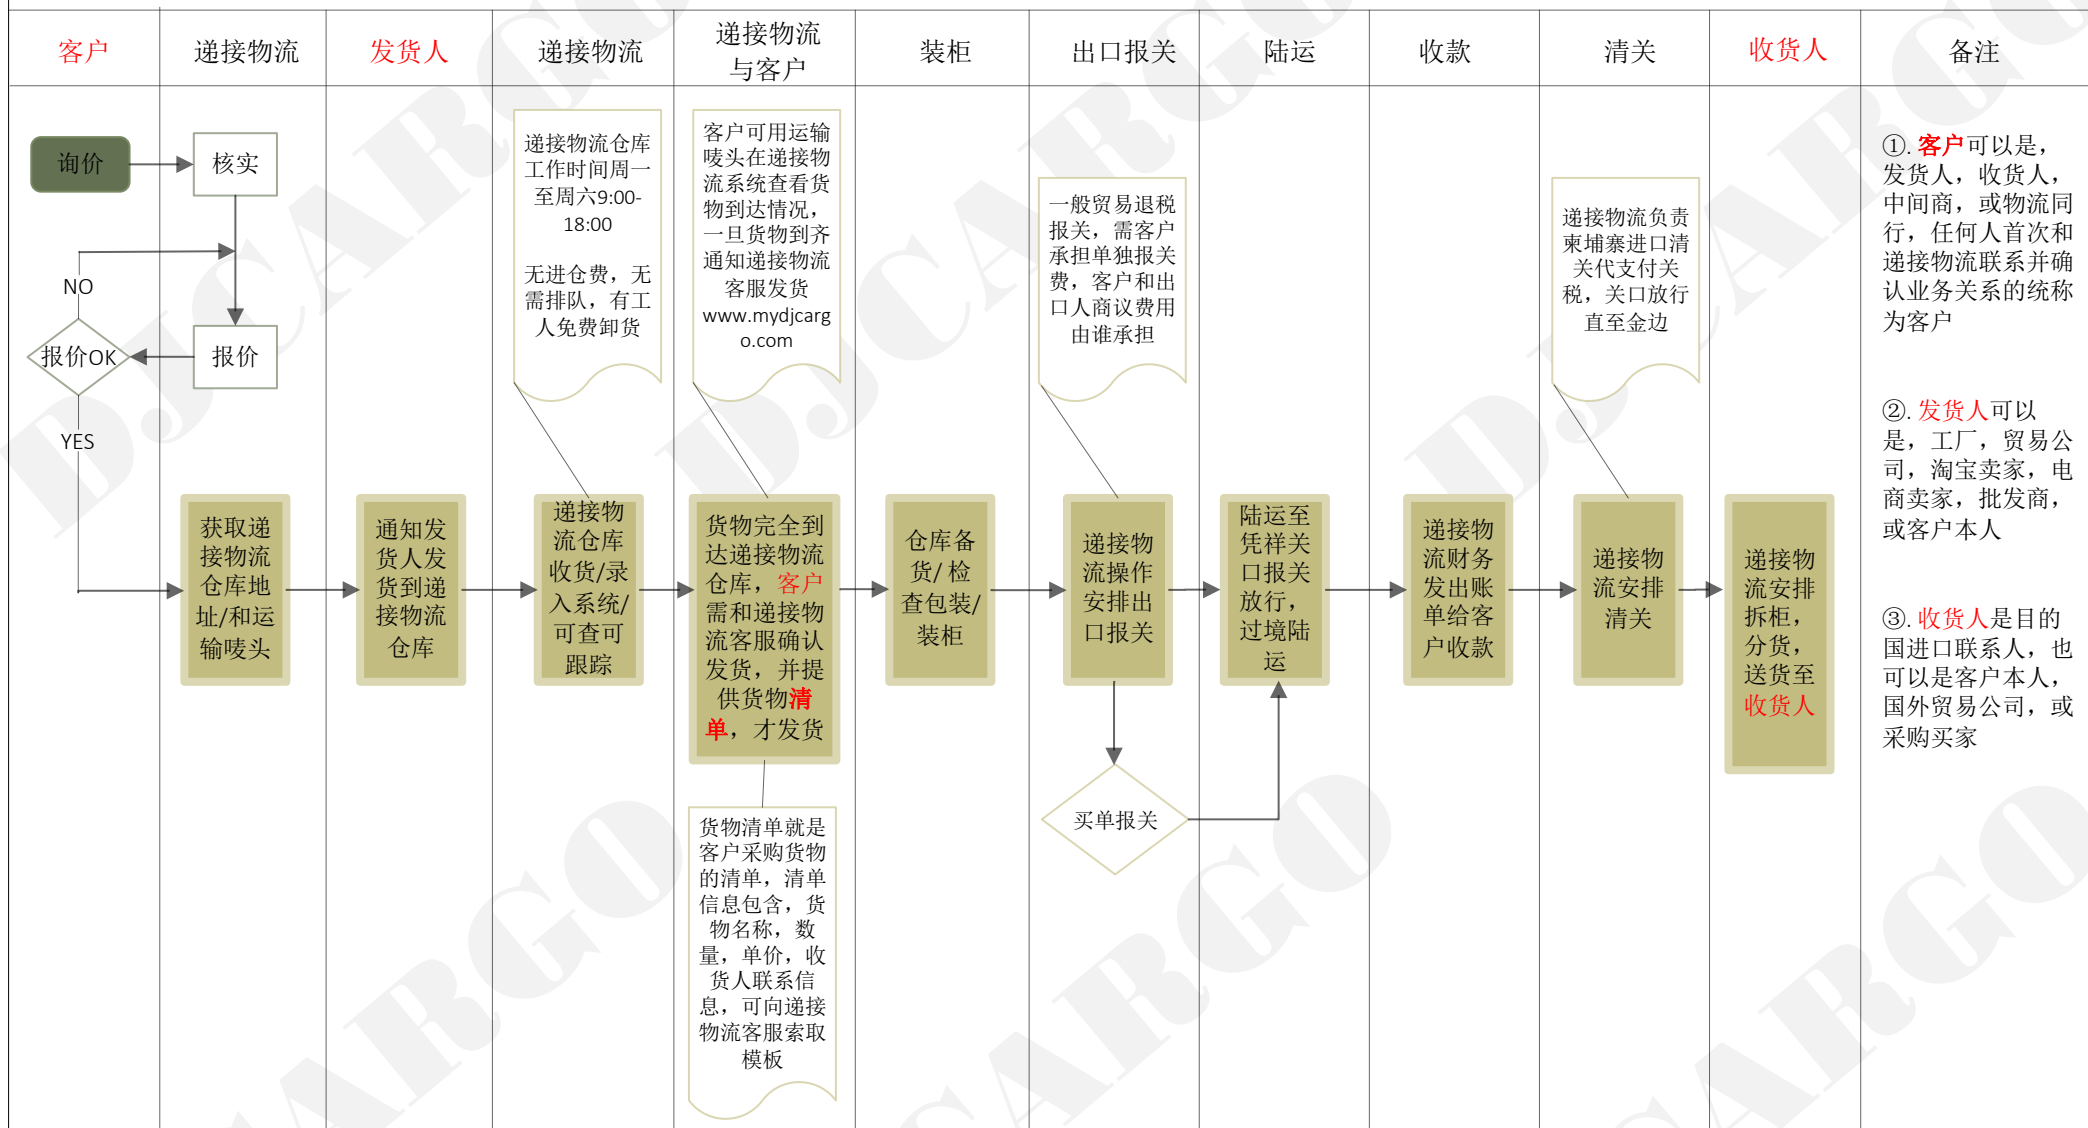 客户
递接物流
发货人
递接物流
递接物流
与客户
装柜
出口报关
陆运
收款
清关
收货人
备注
询价
核实
NO
报价OK
报价
YES
获取递
接物流
仓库地
址/和运
输唛头
通知发
货人发
货到递
接物流
仓库
递接物流仓库
工作时间周一
至周六9:00-
18:00
无进仓费，无
需排队，有工
人免费卸货
递接物
流仓库
收货/录
入系统/
可查可
跟踪
客户可用运输
唛头在递接物
流系统查看货
物到达情况，
一旦货物到齐
通知递接物流
客服发货
www.mydjcarg
o.com
货物完全到
达递接物流
仓库，客户
需和递接物
流客服确认
发货，并提
供货物清
单，才发货
货物清单就是
客户采购货物
的清单，清单
信息包含，货
物名称，数
量，单价，收
货人联系信
息，可向递接
物流客服索取
模板
仓库备
货/ 检
查包装/
装柜
一般贸易退税
报关，需客户
承担单独报关
费，客户和出
口人商议费用
由谁承担
递接物
流操作
安排出
口报关
买单报关
陆运至
凭祥关
口报关
放行，
过境陆
运
递接物
流财务
发出账
单给客
户收款
递接物流负责
柬埔寨进口清
关代支付关
税，关口放行
直至金边
递接物
流安排
清关
递接物
流安排
拆柜，
分货，
送货至
收货人
①. 客户可以是，
发货人，收货人，
中间商，或物流同
行，任何人首次和
递接物流联系并确
认业务关系的统称
为客户
②. 发货人可以
是，工厂，贸易公
司，淘宝卖家，电
商卖家，批发商，
或客户本人
③. 收货人是目的
国进口联系人，也
可以是客户本人，
国外贸易公司，或
采购买家
DJCARGO
DJCARGO
DJCARGO
CARGO
CARGO
CARGO